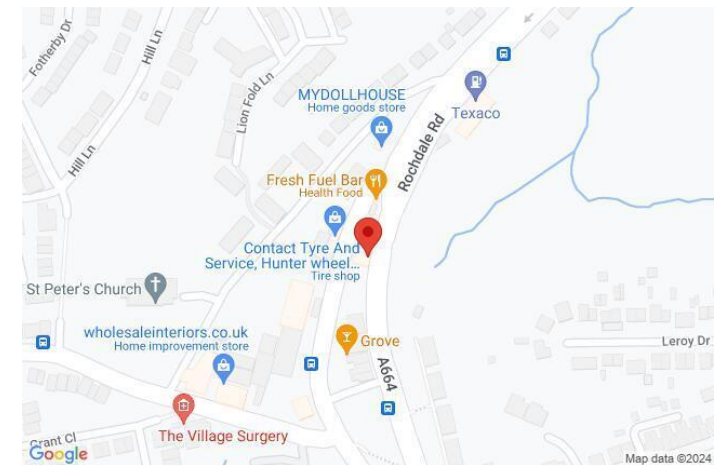 Fotherby Dr
Hill Ln
Lion Fold Ln
MYDOLLHOUSE
Home goods store
Texaco
Rochdale Rd
Hill Ln
Fresh Fuel Bar
Health Food
Contact Tyre And
Service, Hunter wheel...
Tire shop
St Peter's Church
wholesaleinteriors.co.uk
Home improvement store
Grove
Leroy Dr
A664
The Village Surgery
Grant Cl
Google
Map data ©2024